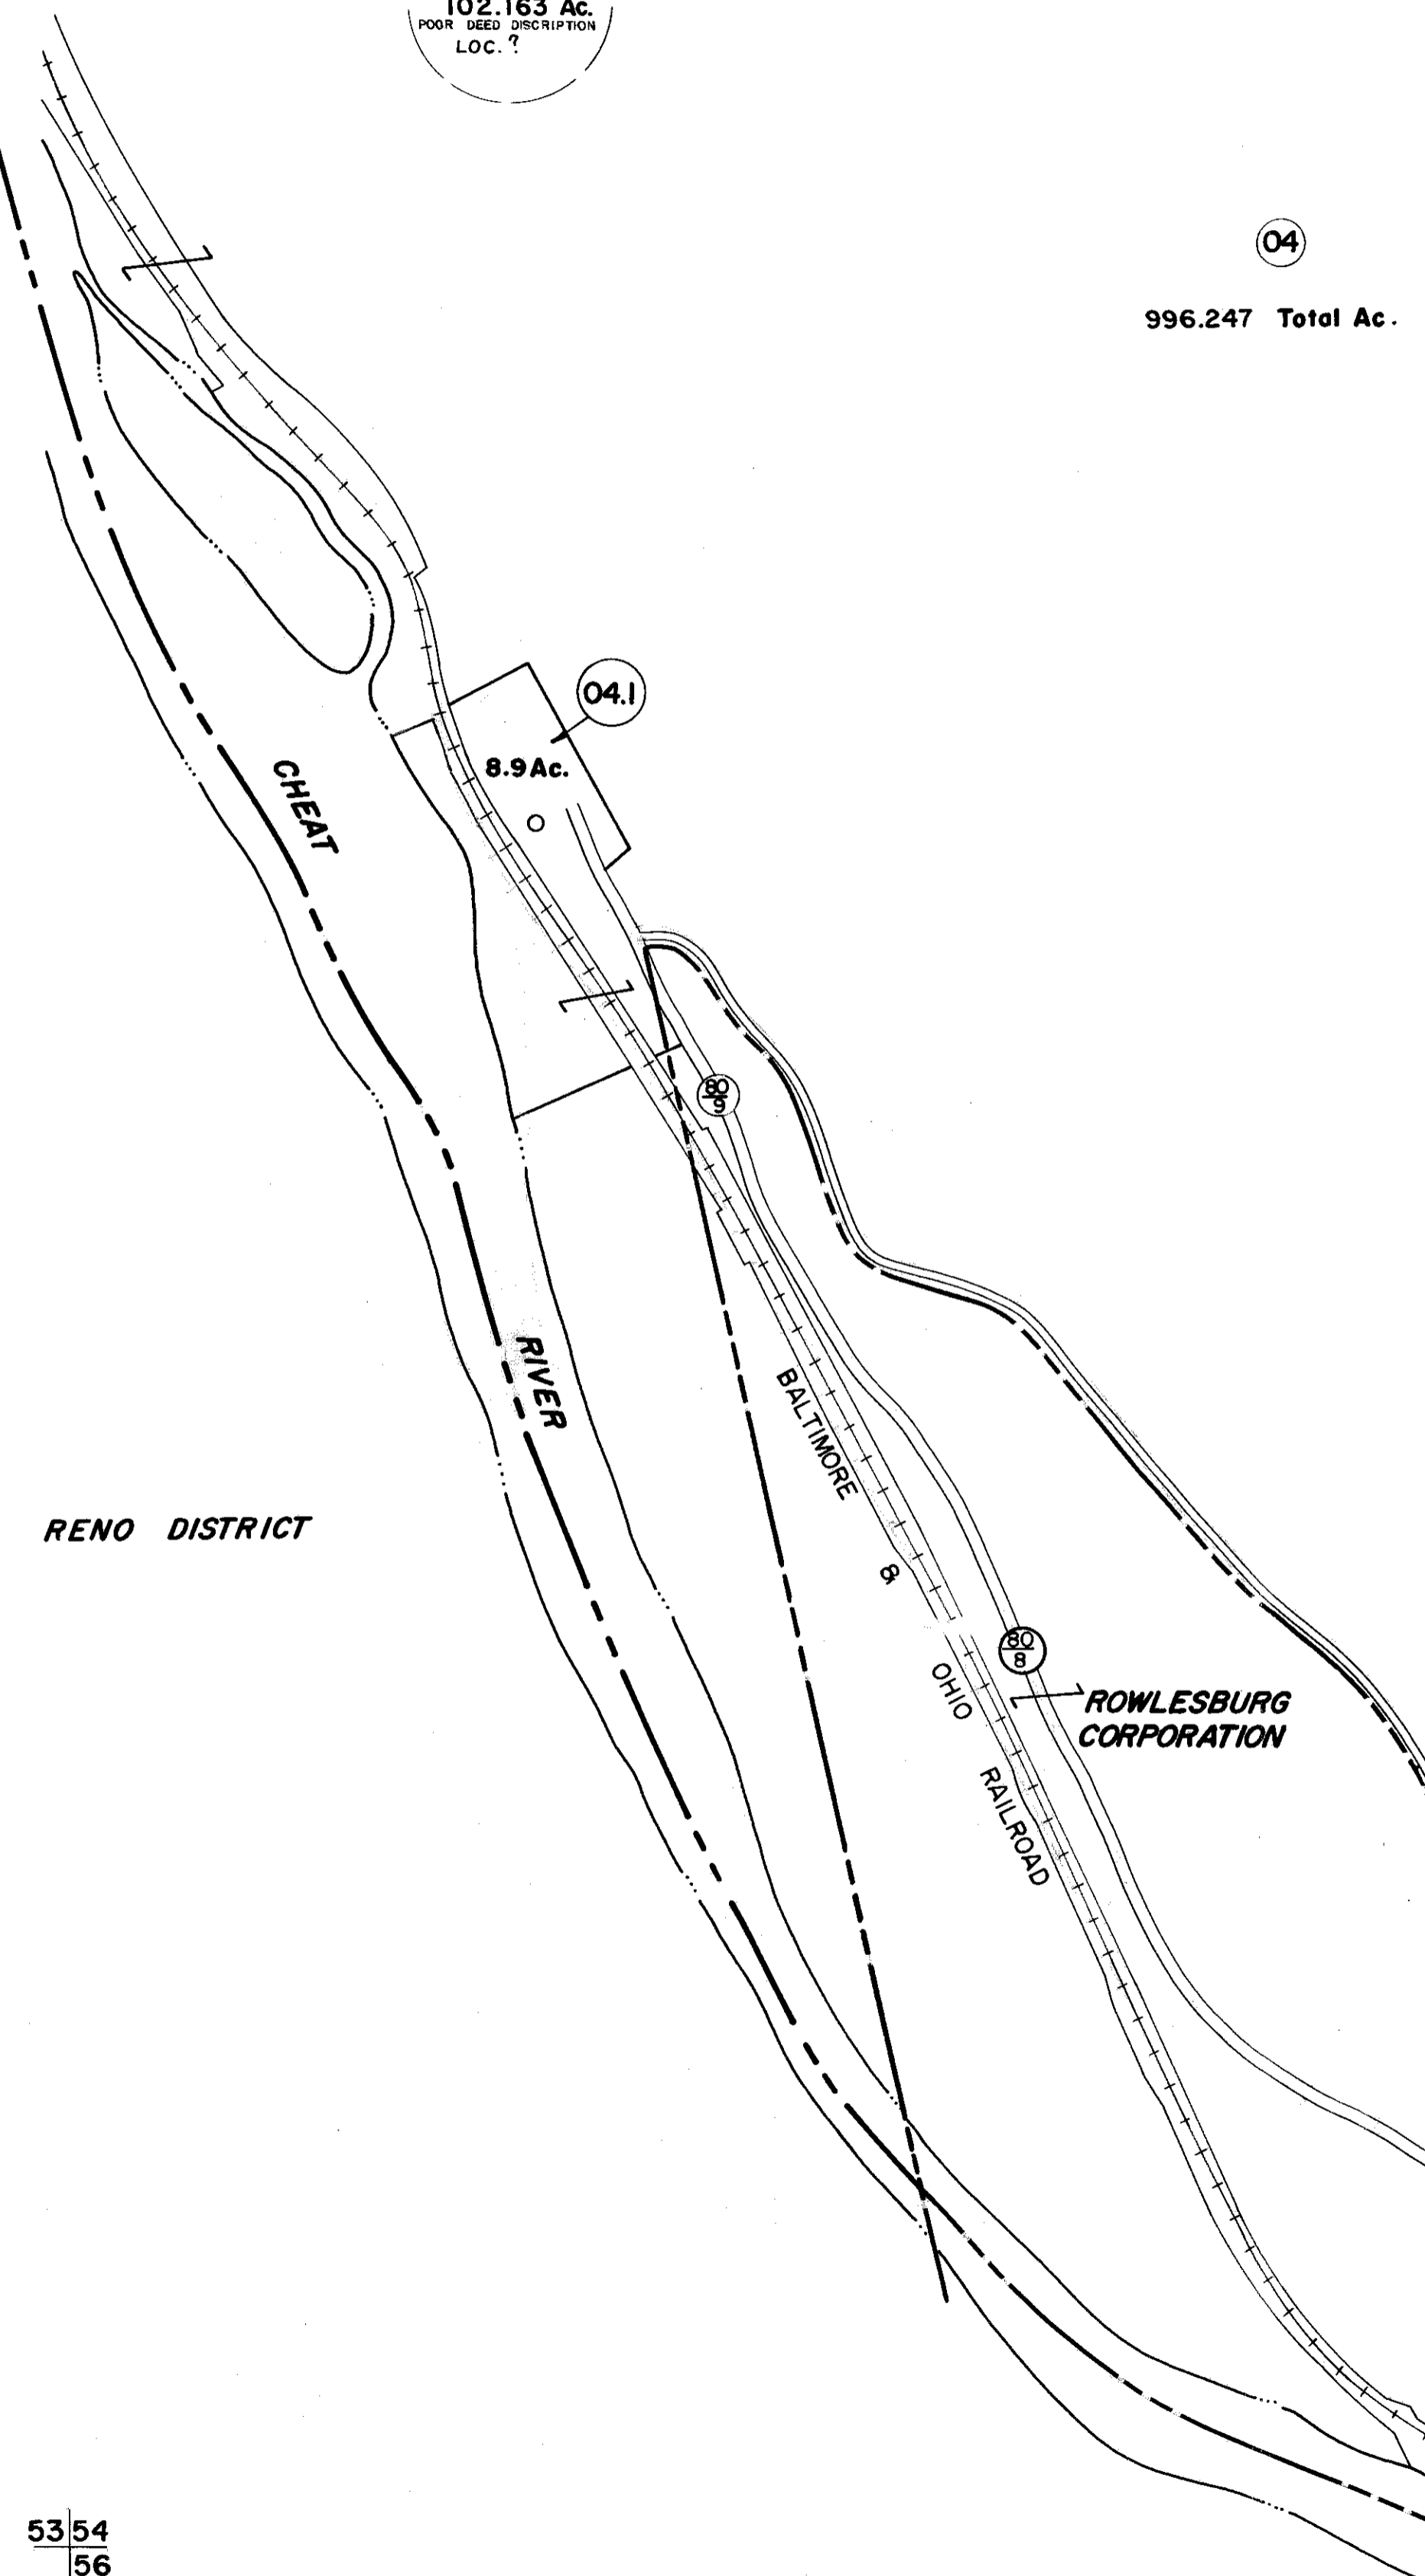 102.163 Ac.
POOR DEED DISCRIPTION
LOC. ?
04
996.247 Total Ac.
04.1
8.9 Ac.
CHEAT
RIVER
80
9
BALTIMORE
&
OHIO
RAILROAD
RENO DISTRICT
80
8
ROWLESBURG
CORPORATION
53 54
56